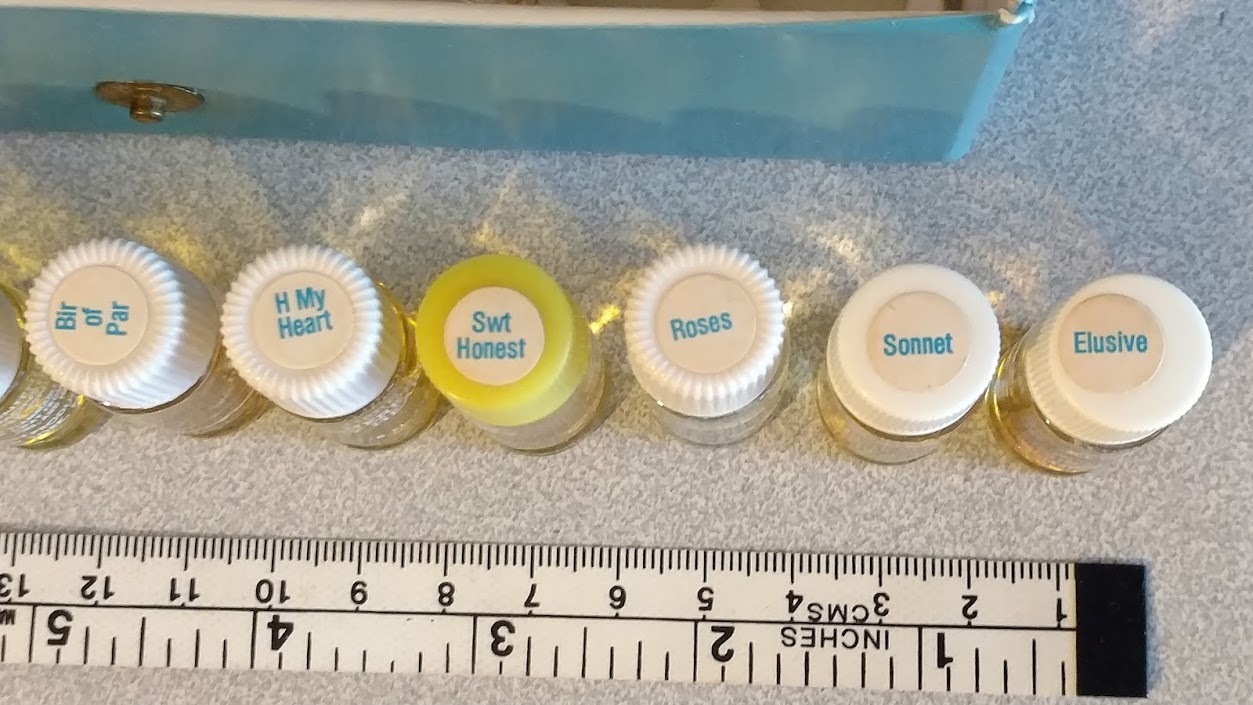 Bir
of
Par
H My
Heart
Swt
Honest
Roses
Sonnet
Elusive
13 12 11 10 9 8 7 6 5 4 CMS 3 2 1
5 4 3 2 INCHES 1